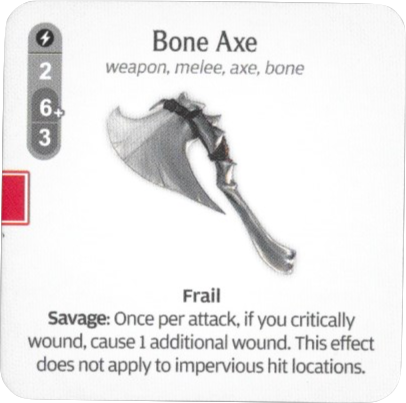 Bone Axe
weapon, melee, axe, bone
2
6+
3
Frail
Savage: Once per attack, if you critically
wound, cause 1 additional wound. This effect
does not apply to impervious hit locations.